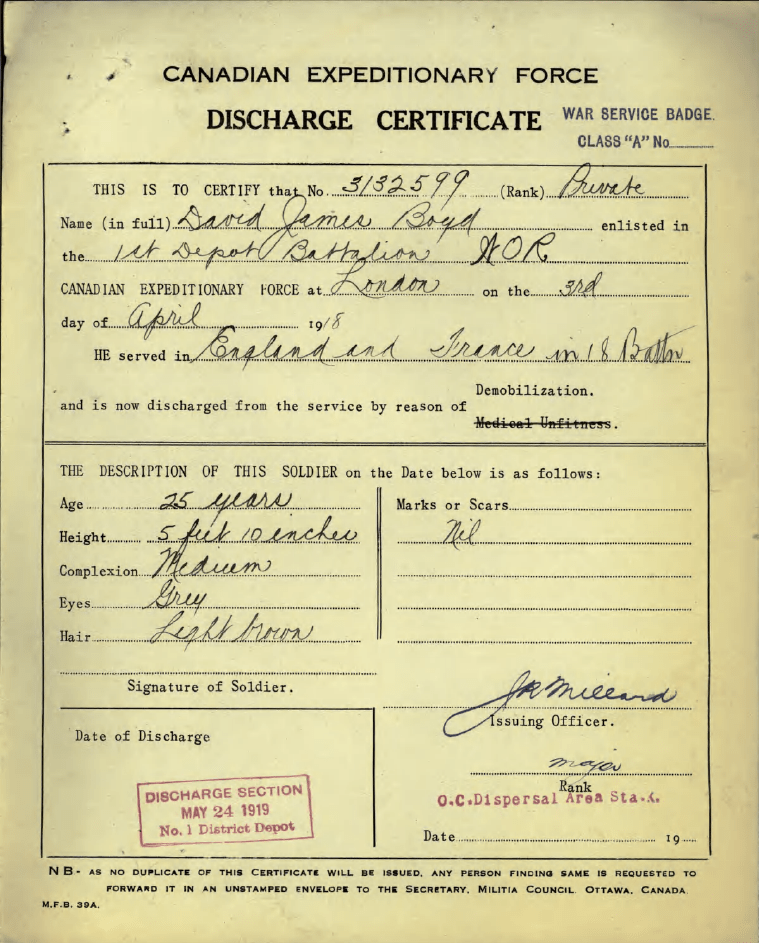 CANADIAN EXPEDITIONARY FORCE
DISCHARGE CERTIFICATE
WAR SERVICE BADGE.
CLASS "A" No
THIS IS TO CERTIFY that No. 3132599 (Rank) Private
Name (in full) David James Boyd enlisted in
the 1st Depot Battalion WOR
CANADIAN EXPEDITIONARY FORCE at London on the 3rd
day of April 1918
HE served in England and France in 18 Battn
Demobilization.
and is now discharged from the service by reason of
Medical Unfitness.
THE DESCRIPTION OF THIS SOLDIER on the Date below is as follows:
Age 25 years
Height 5 feet 10 inches
Complexion Medium
Eyes Grey
Hair Light brown
Marks or Scars
Nil
Signature of Soldier.
JR Millard
Issuing Officer.
Major
Rank
O.C. Dispersal Area Sta.K.
Date 19
Date of Discharge
DISCHARGE SECTION
MAY 24 1919
No. 1 District Depot
NB- AS NO DUPLICATE OF THIS CERTIFICATE WILL BE ISSUED, ANY PERSON FINDING SAME IS REQUESTED TO
FORWARD IT IN AN UNSTAMPED ENVELOPE TO THE SECRETARY, MILITIA COUNCIL. OTTAWA, CANADA
M.F.B. 39A.